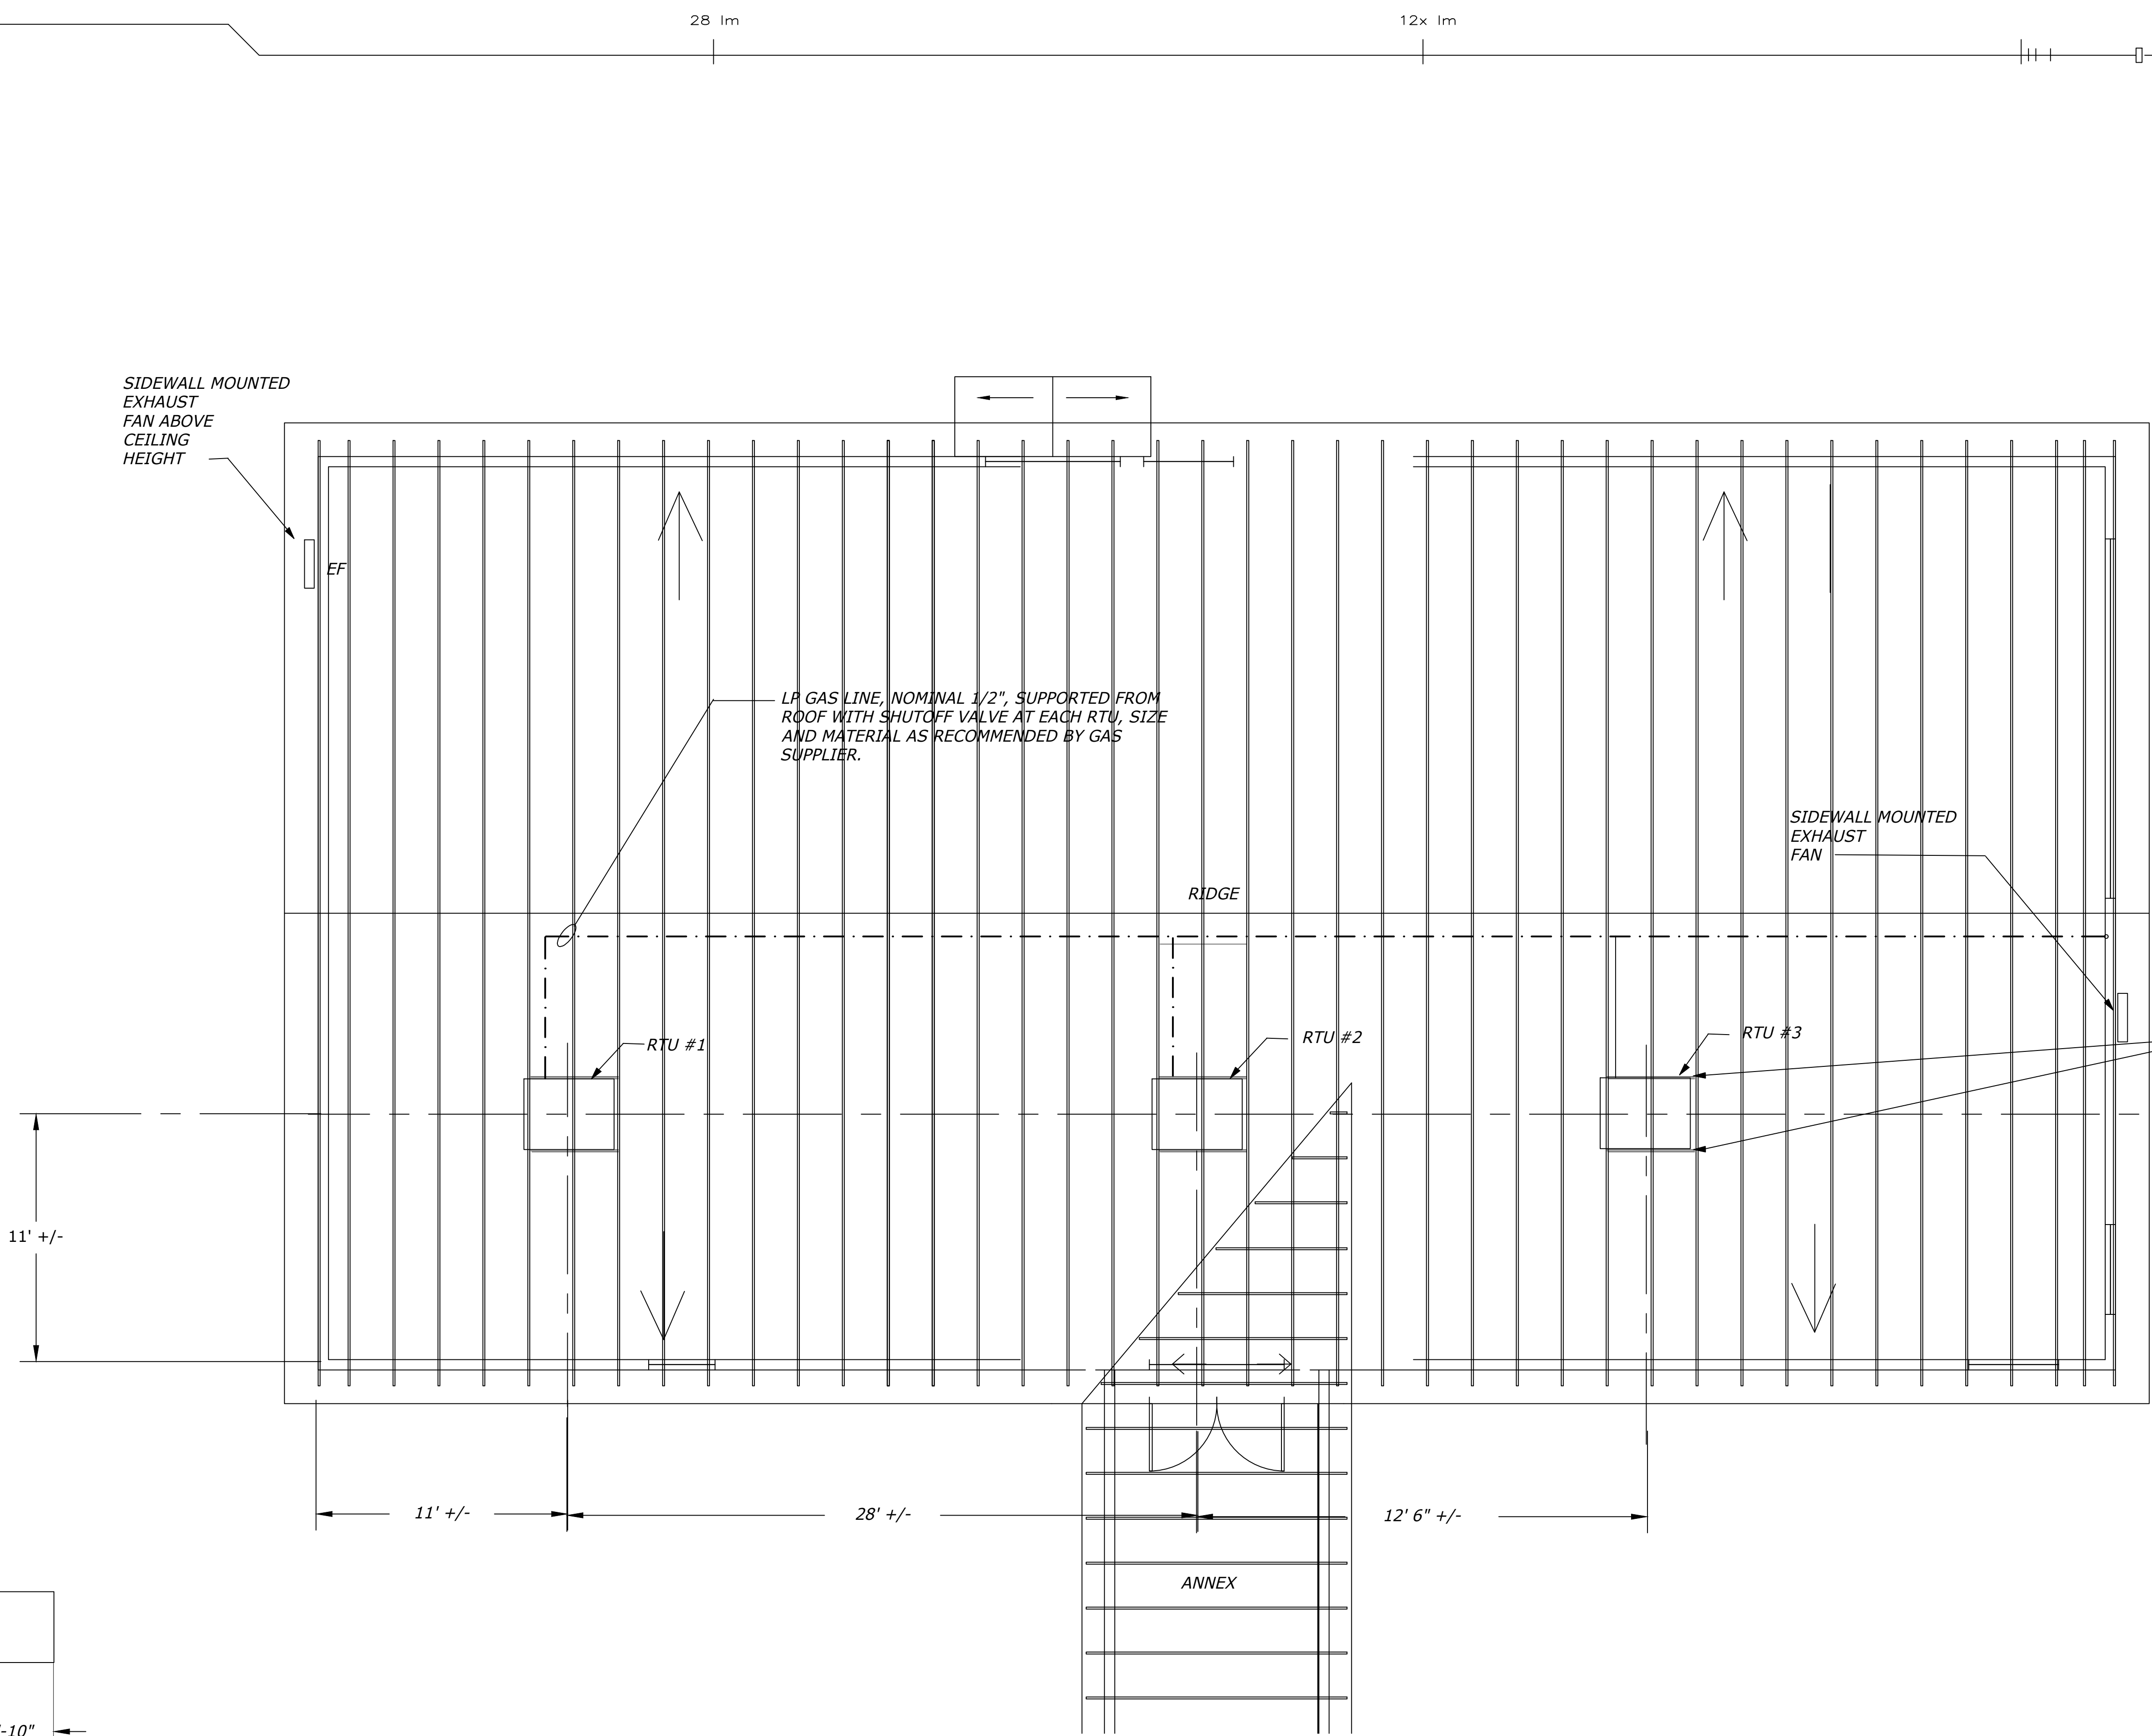 28 lm
12x lm
SIDEWALL MOUNTED
EXHAUST
FAN ABOVE
CEILING
HEIGHT
EF
LP GAS LINE, NOMINAL 1/2", SUPPORTED FROM
ROOF WITH SHUTOFF VALVE AT EACH RTU, SIZE
AND MATERIAL AS RECOMMENDED BY GAS
SUPPLIER.
SIDEWALL MOUNTED
EXHAUST
FAN
RIDGE
RTU #1
RTU #2
RTU #3
11' +/-
11' +/-
28' +/-
12' 6" +/-
ANNEX
-10"